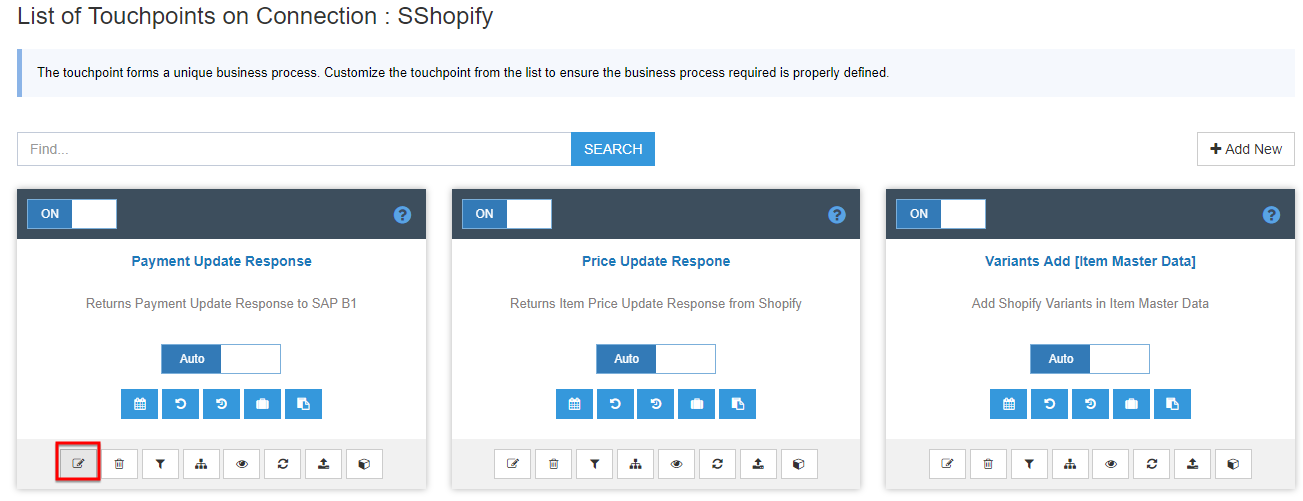 List of Touchpoints on Connection : SShopify
The touchpoint forms a unique business process. Customize the touchpoint from the list to ensure the business process required is properly defined.
Find...
SEARCH
Add New
ON
Payment Update Response
Returns Payment Update Response to SAP B1
Auto
ON
Price Update Respone
Returns Item Price Update Response from Shopify
Auto
ON
Variants Add [Item Master Data]
Add Shopify Variants in Item Master Data
Auto